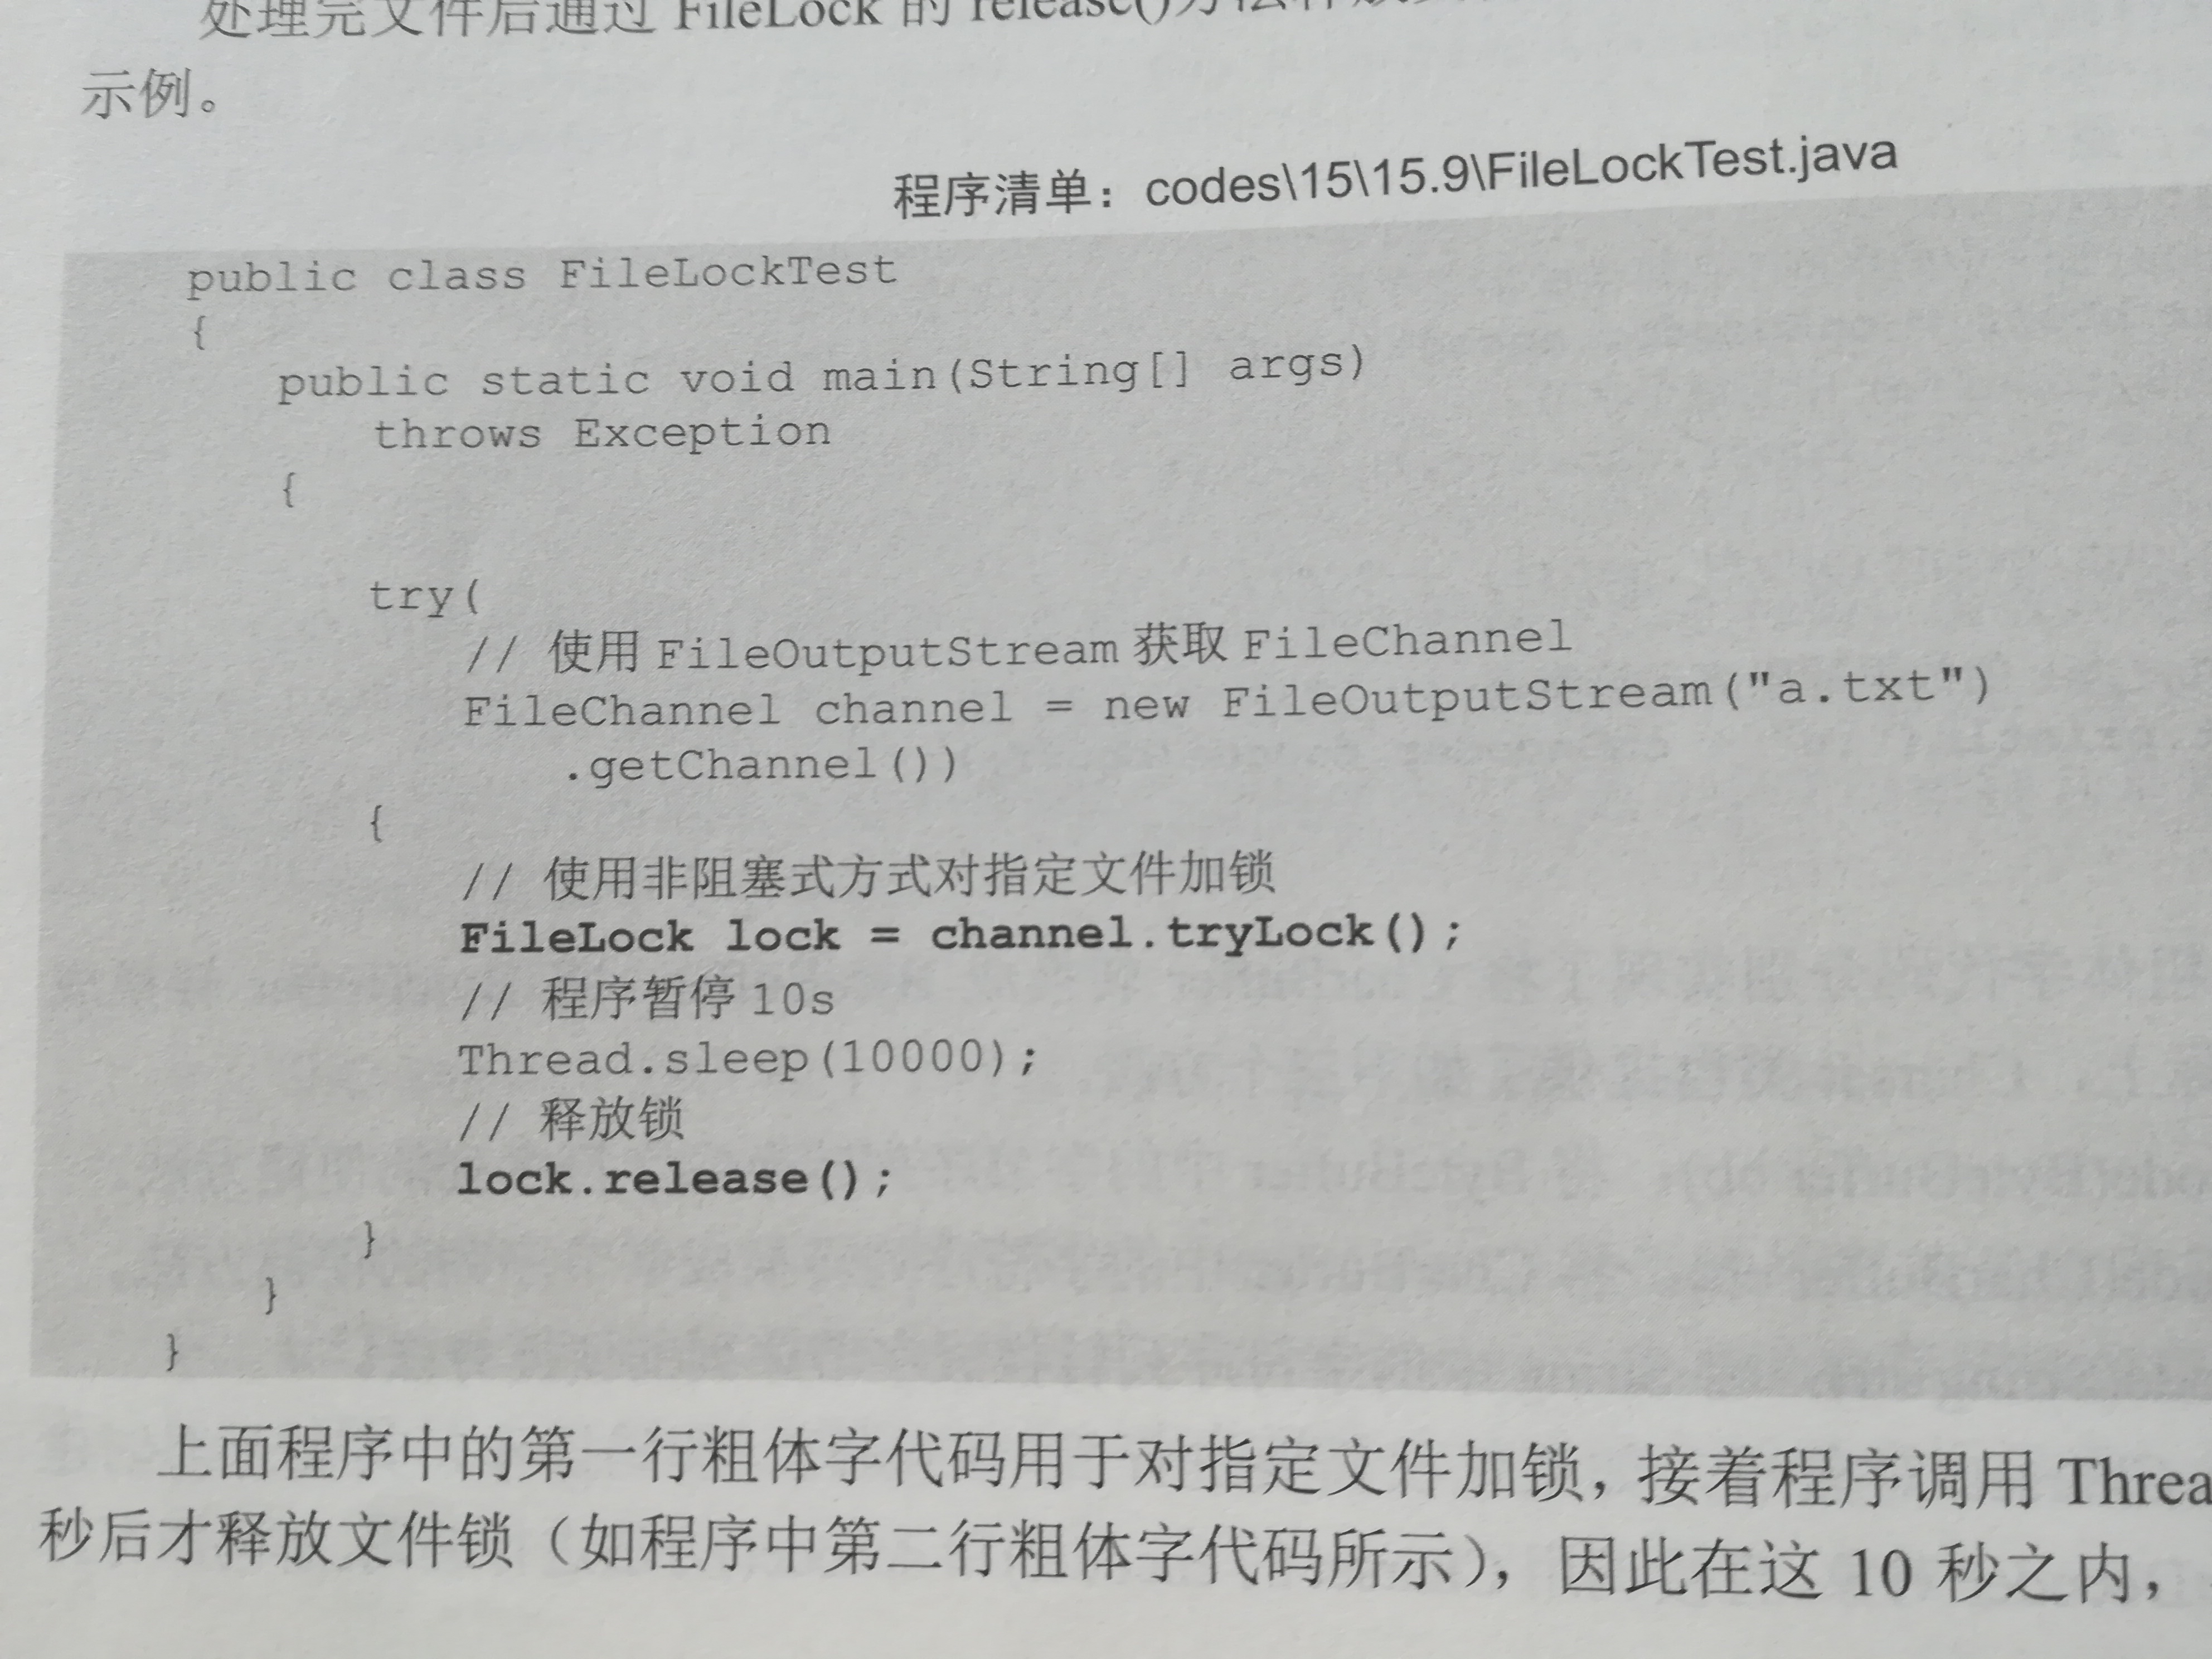 处理完文件后通过 FileLock 的 release()方法
示例。
程序清单：codes\15\15.9\FileLockTest.java
public class FileLockTest
{
    public static void main(String[] args)
        throws Exception
    {
        try(
            // 使用 FileOutputStream 获取 FileChannel
            FileChannel channel = new FileOutputStream("a.txt")
                .getChannel())
        {
            // 使用非阻塞式方式对指定文件加锁
            FileLock lock = channel.tryLock();
            // 程序暂停 10s
            Thread.sleep(10000);
            // 释放锁
            lock.release();
        }
    }
}
上面程序中的第一行粗体字代码用于对指定文件加锁，接着程序调用 Threa
秒后才释放文件锁（如程序中第二行粗体字代码所示），因此在这 10 秒之内，